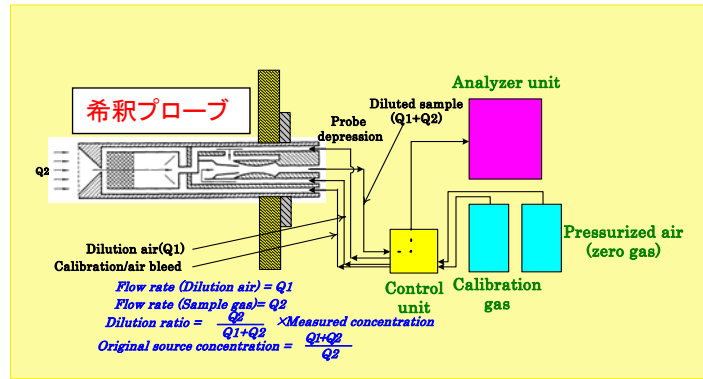 希釈プローブ
Analyzer unit
Diluted sample
(Q1+Q2)
Probe
depression
Q2
Pressurized air
(zero gas)
Dilution air(Q1)
Calibration/air bleed
Control
unit
Calibration
gas
Flow rate (Dilution air) = Q1
Flow rate (Sample gas)= Q2
Dilution ratio = Q2 / Q1+Q2 ×Measured concentration
Original source concentration = Q1+Q2 / Q2